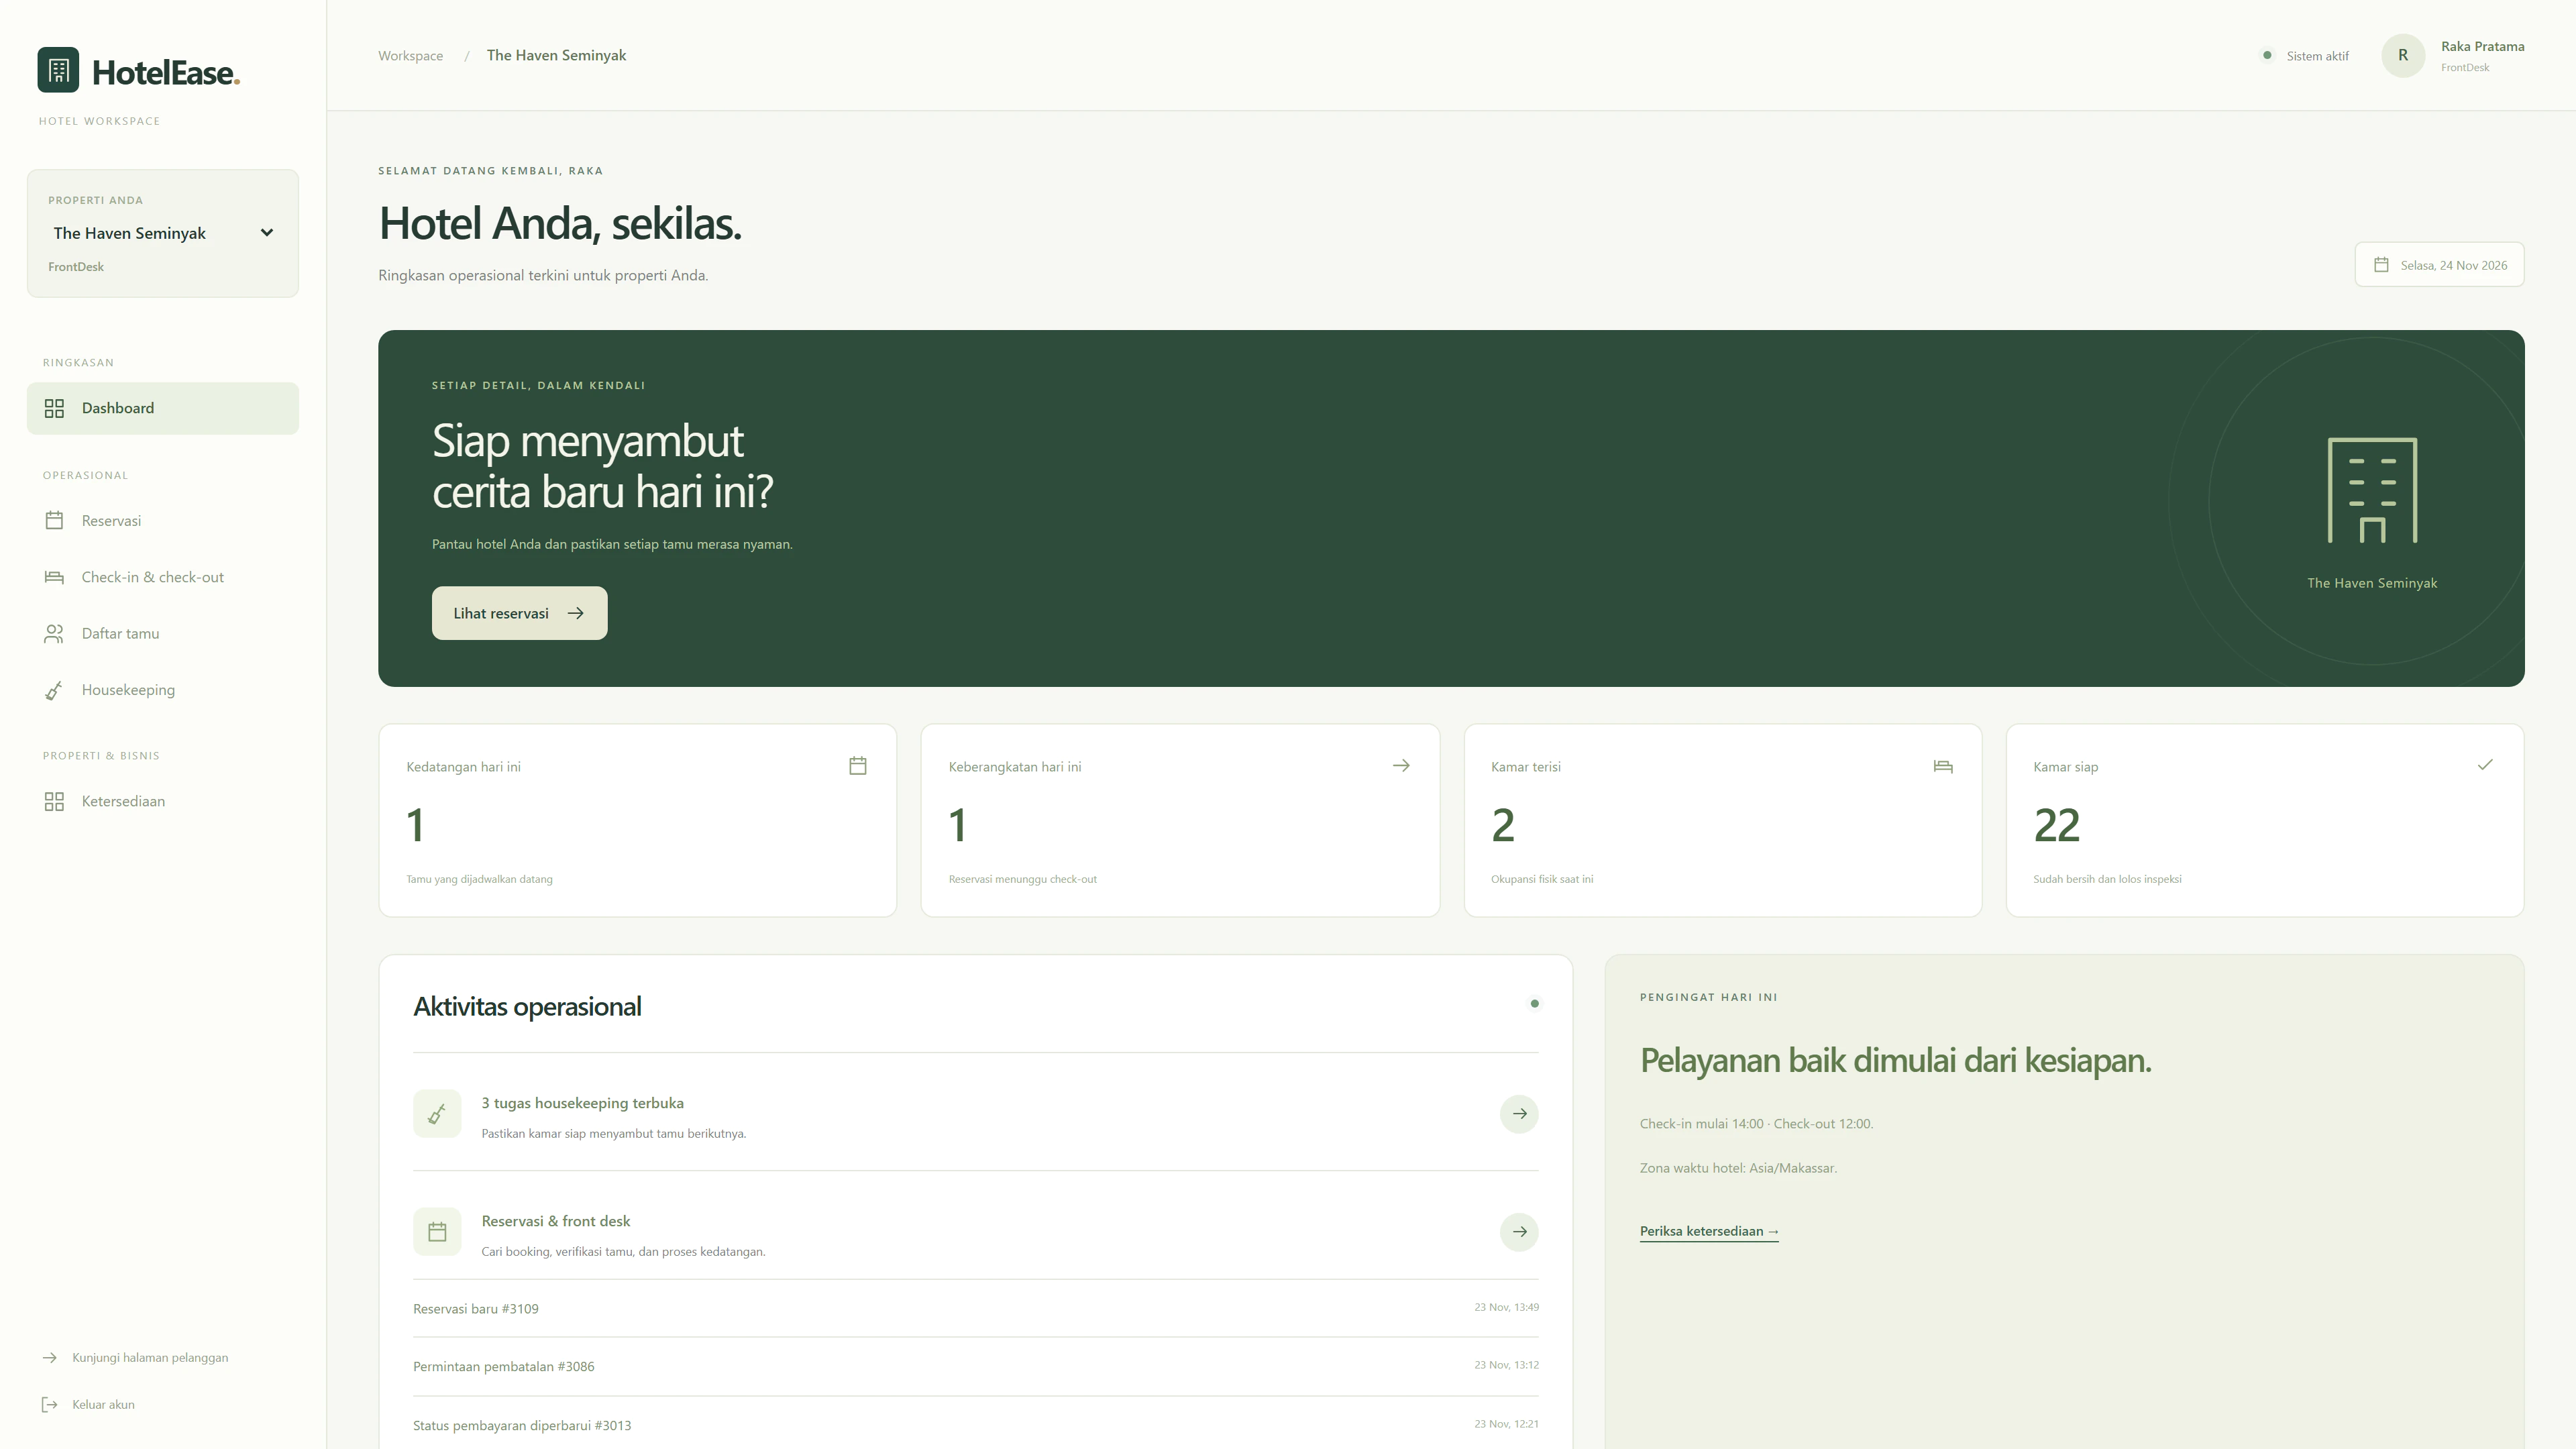 HotelEase.
HOTEL WORKSPACE
PROPERTI ANDA
The Haven Seminyak
FrontDesk
RINGKASAN
Dashboard
OPERASIONAL
Reservasi
Check-in & check-out
Daftar tamu
Housekeeping
PROPERTI & BISNIS
Ketersediaan
Kunjungi halaman pelanggan
Keluar akun
Workspace / The Haven Seminyak
Sistem aktif
R
Raka Pratama
FrontDesk
SELAMAT DATANG KEMBALI, RAKA
Hotel Anda, sekilas.
Ringkasan operasional terkini untuk properti Anda.
Selasa, 24 Nov 2026
SETIAP DETAIL, DALAM KENDALI
Siap menyambut
cerita baru hari ini?
Pantau hotel Anda dan pastikan setiap tamu merasa nyaman.
Lihat reservasi →
The Haven Seminyak
Kedatangan hari ini
1
Tamu yang dijadwalkan datang
Keberangkatan hari ini
1
Reservasi menunggu check-out
Kamar terisi
2
Okupansi fisik saat ini
Kamar siap
22
Sudah bersih dan lolos inspeksi
Aktivitas operasional
3 tugas housekeeping terbuka
Pastikan kamar siap menyambut tamu berikutnya.
Reservasi & front desk
Cari booking, verifikasi tamu, dan proses kedatangan.
Reservasi baru #3109
23 Nov, 13:49
Permintaan pembatalan #3086
23 Nov, 13:12
Status pembayaran diperbarui #3013
23 Nov, 12:21
PENGINGAT HARI INI
Pelayanan baik dimulai dari kesiapan.
Check-in mulai 14:00 · Check-out 12:00.
Zona waktu hotel: Asia/Makassar.
Periksa ketersediaan →